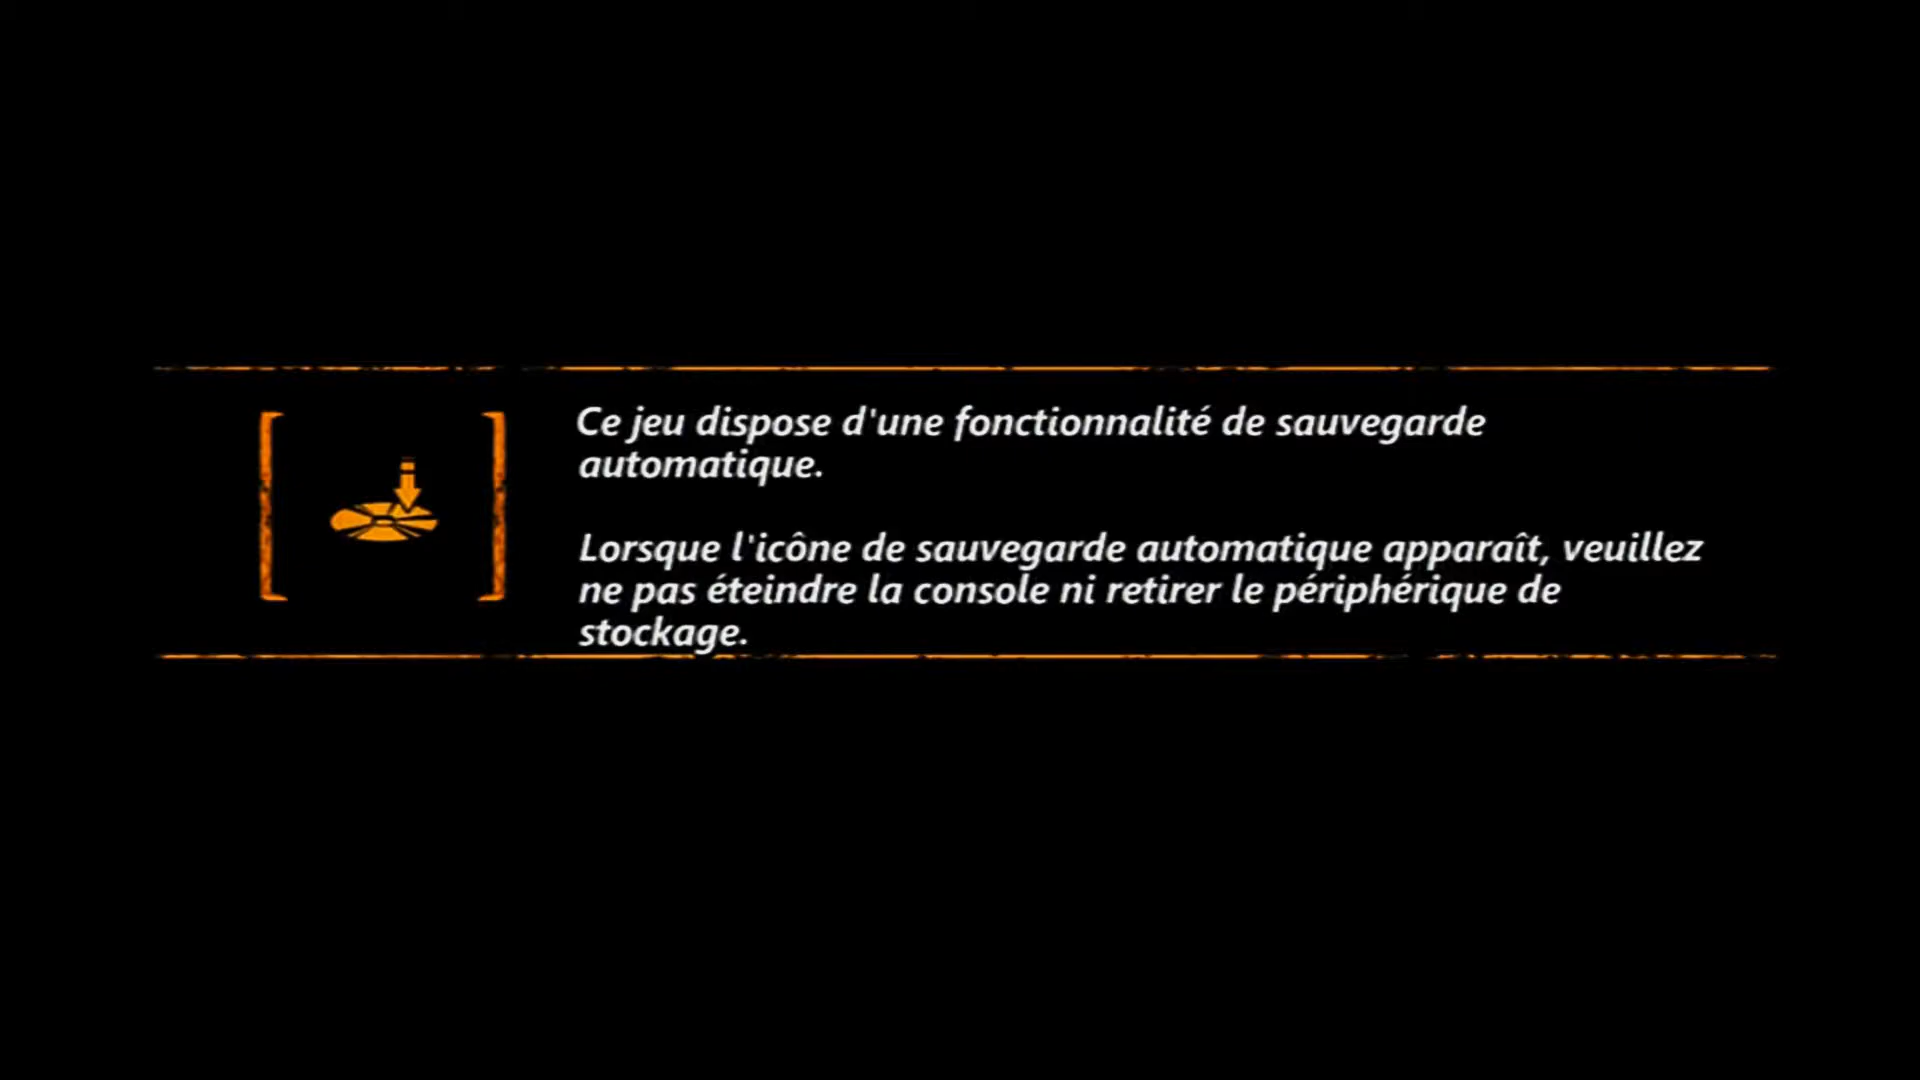 Ce jeu dispose d'une fonctionnalité de sauvegarde
automatique.
Lorsque l'icône de sauvegarde automatique apparaît, veuillez
ne pas éteindre la console ni retirer le périphérique de
stockage.